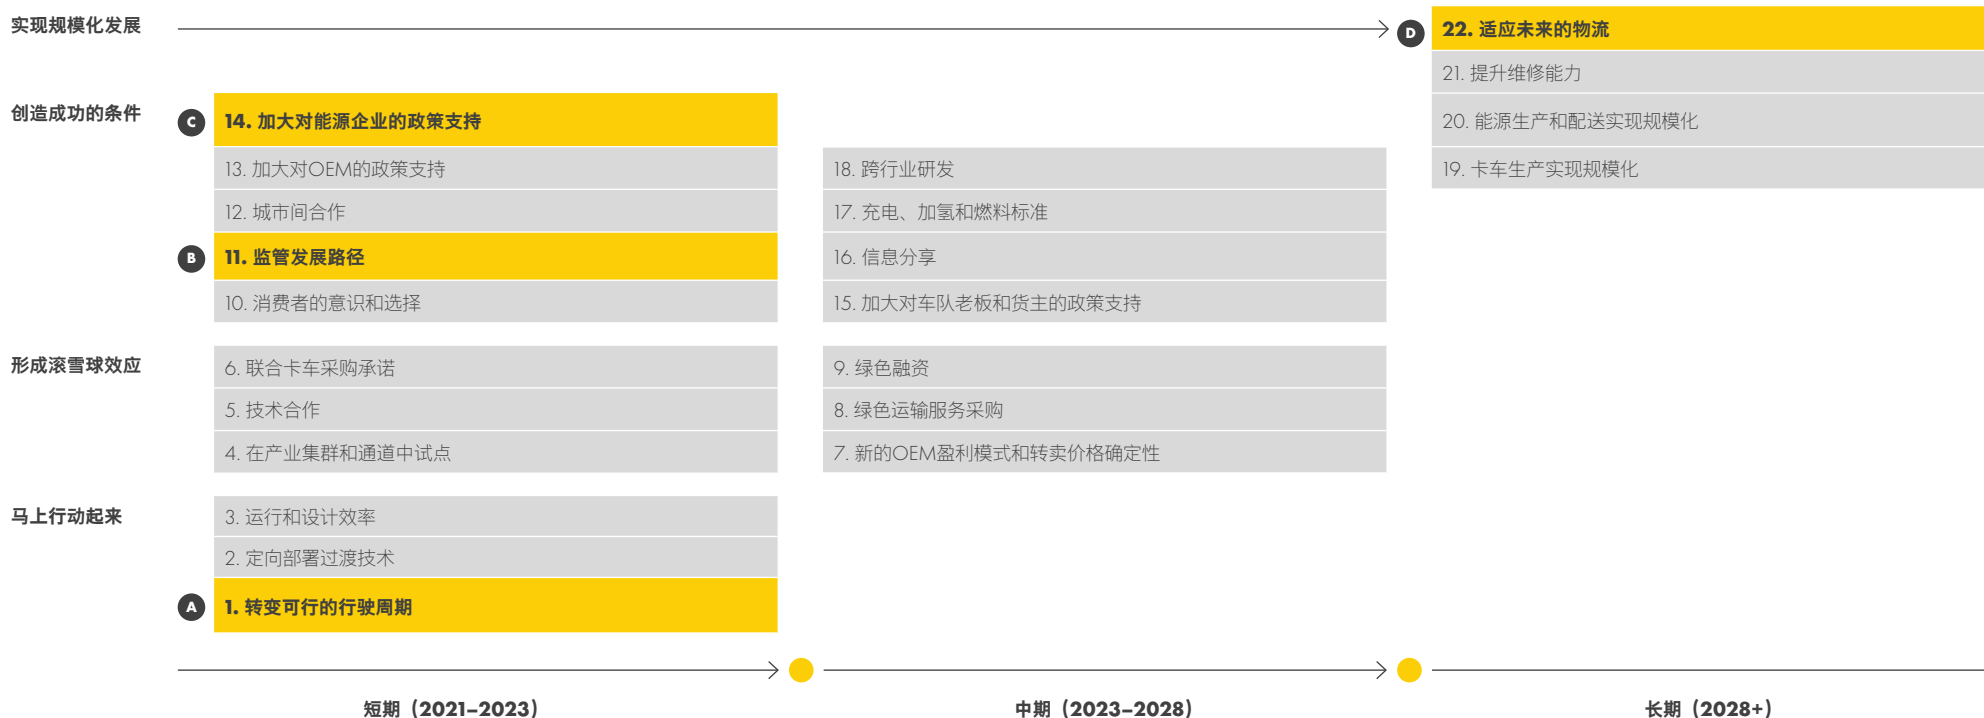 实现规模化发展
D
22. 适应未来的物流
21. 提升维修能力
20. 能源生产和配送实现规模化
19. 卡车生产实现规模化
创造成功的条件
C
14. 加大对能源企业的政策支持
13. 加大对OEM的政策支持
12. 城市间合作
B
11. 监管发展路径
10. 消费者的意识和选择
18. 跨行业研发
17. 充电、加氢和燃料标准
16. 信息分享
15. 加大对车队老板和货主的政策支持
形成滚雪球效应
6. 联合卡车采购承诺
5. 技术合作
4. 在产业集群和通道中试点
9. 绿色融资
8. 绿色运输服务采购
7. 新的OEM盈利模式和转卖价格确定性
马上行动起来
3. 运行和设计效率
2. 定向部署过渡技术
A
1. 转变可行的行驶周期
短期（2021–2023）
中期（2023–2028）
长期（2028+）